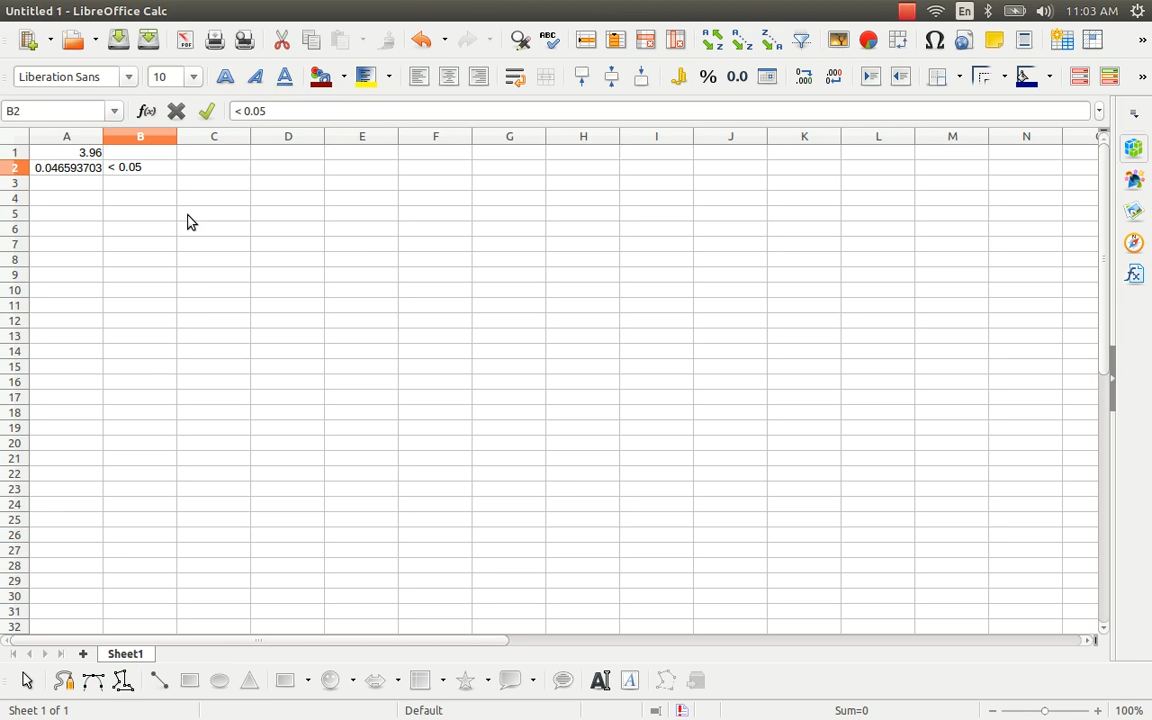 Untitled 1 - LibreOffice Calc
En
11:03 AM
Liberation Sans
10
B2
f(x)
< 0.05
A B C D E F G H I J K L M N
1 3.96
2 0.046593703 < 0.05
3
4
5
6
7
8
9
10
11
12
13
14
15
16
17
18
19
20
21
22
23
24
25
26
27
28
29
30
31
32
Sheet1
Sheet 1 of 1
Default
Sum=0
100%